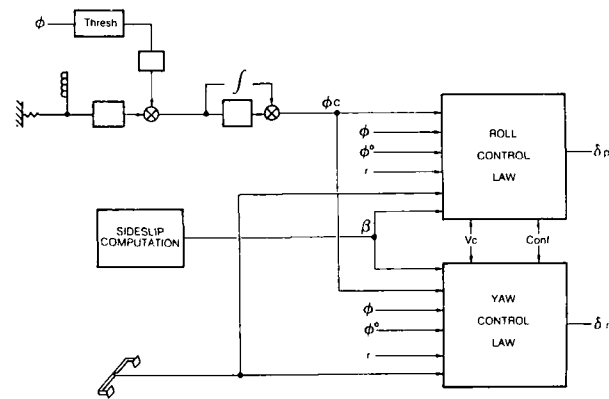 ϕ
Thresh
∫
ϕc
ϕ
ϕ°
r
ROLL
CONTROL
LAW
δp
SIDESLIP
COMPUTATION
β
Vc
Conf
ϕ
ϕ°
r
YAW
CONTROL
LAW
δr